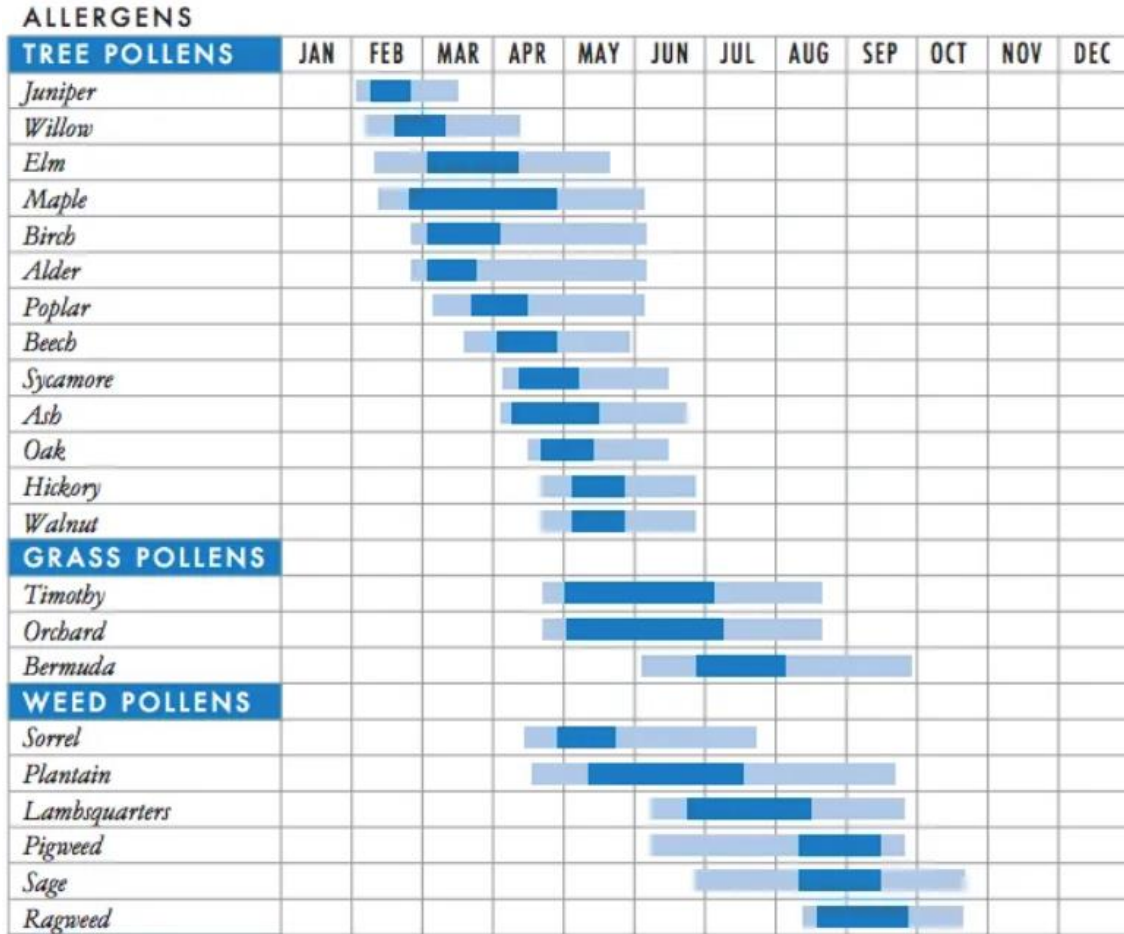 ALLERGENS
TREE POLLENS JAN FEB MAR APR MAY JUN JUL AUG SEP OCT NOV DEC
Juniper
Willow
Elm
Maple
Birch
Alder
Poplar
Beech
Sycamore
Ash
Oak
Hickory
Walnut
GRASS POLLENS
Timothy
Orchard
Bermuda
WEED POLLENS
Sorrel
Plantain
Lambsquarters
Pigweed
Sage
Ragweed